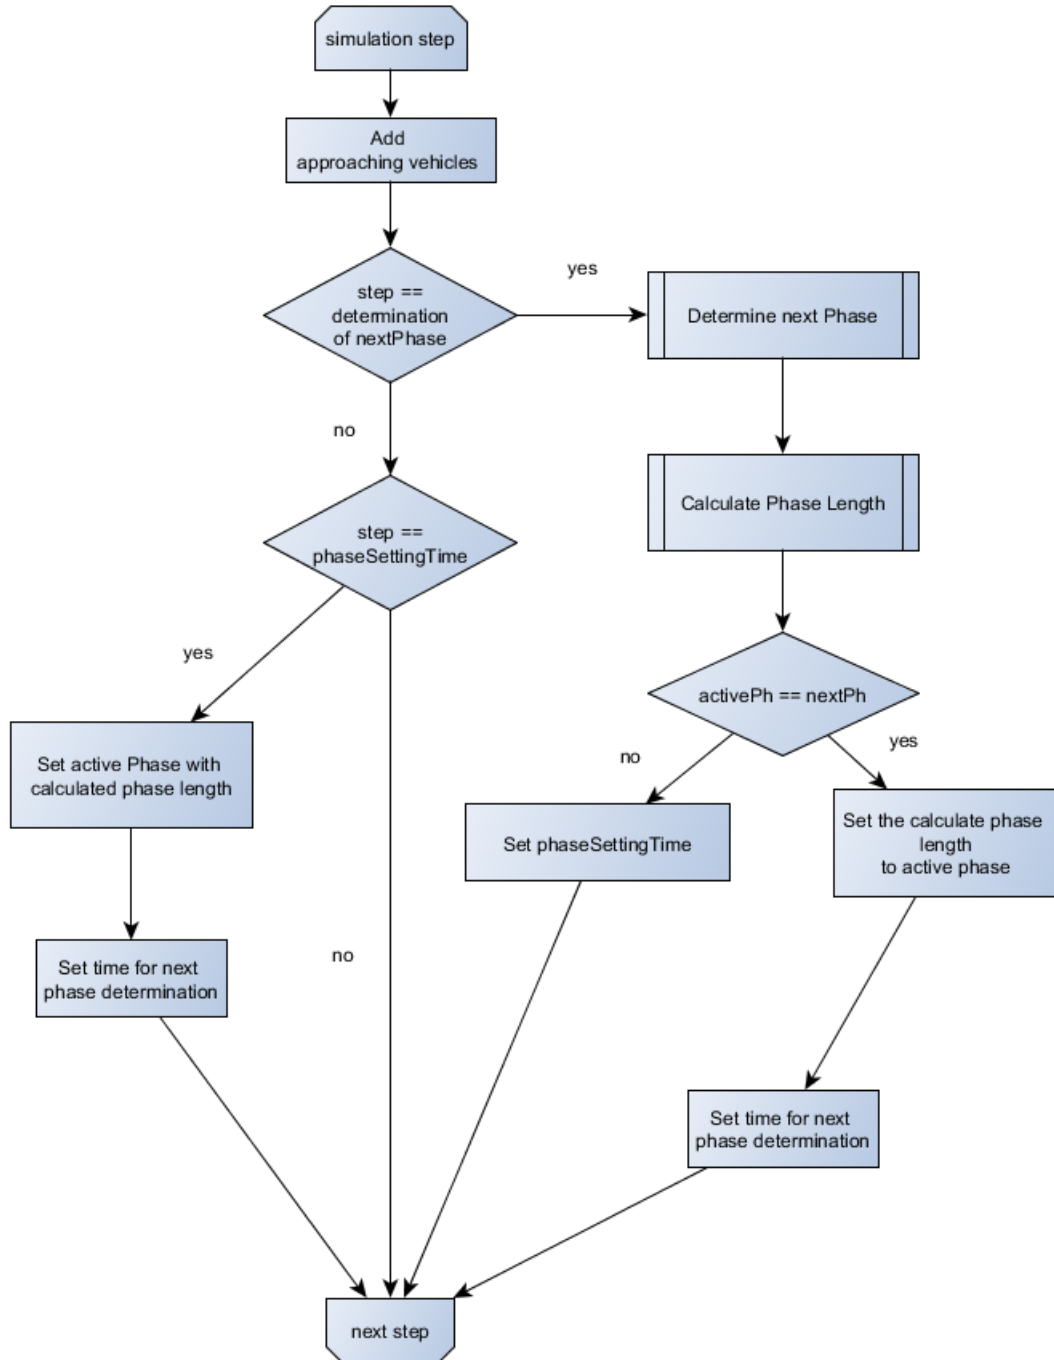 simulation step
Add
approaching vehicles
step ==
determination
of nextPhase
yes
Determine next Phase
no
Calculate Phase Length
step ==
phaseSettingTime
yes
activePh == nextPh
no
yes
Set active Phase with
calculated phase length
Set phaseSettingTime
Set the calculate phase
length
to active phase
no
Set time for next
phase determination
Set time for next
phase determination
next step